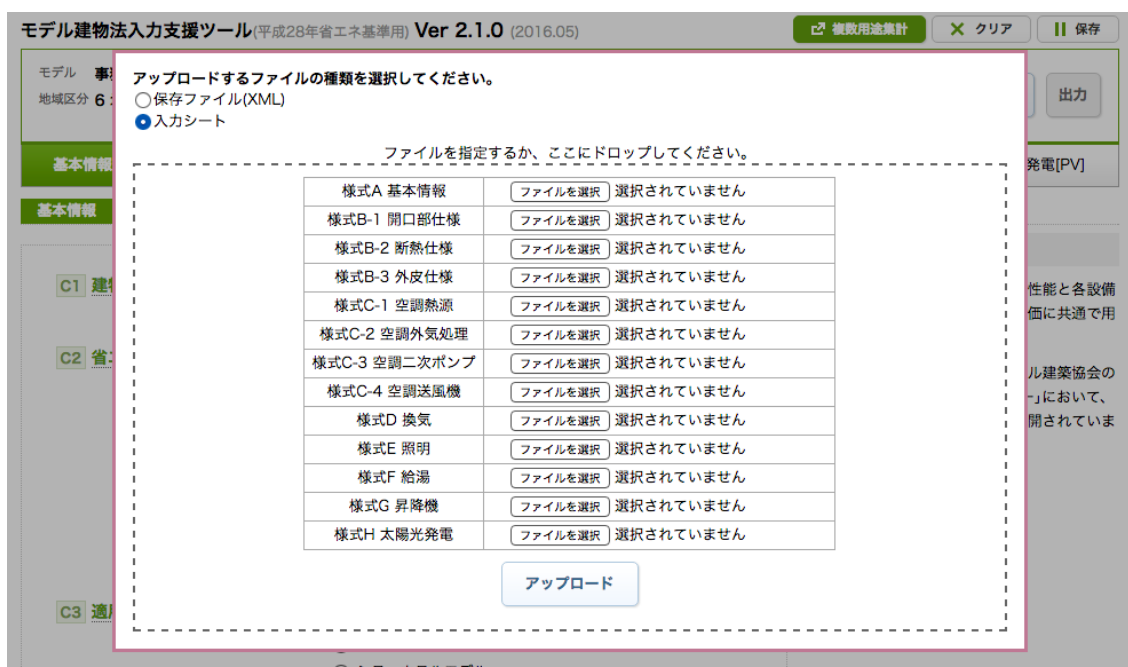 モデル建物法入力支援ツール(平成28年省エネ基準用) Ver 2.1.0 (2016.05)
複数用途集計
クリア
保存
モデル
地域区分 6
出力
アップロードするファイルの種類を選択してください。
保存ファイル(XML)
入力シート
ファイルを指定するか、ここにドロップしてください。
基本情報
発電[PV]
基本情報
様式A 基本情報 ファイルを選択 選択されていません
様式B-1 開口部仕様 ファイルを選択 選択されていません
様式B-2 断熱仕様 ファイルを選択 選択されていません
様式B-3 外皮仕様 ファイルを選択 選択されていません
様式C-1 空調熱源 ファイルを選択 選択されていません
様式C-2 空調外気処理 ファイルを選択 選択されていません
様式C-3 空調二次ポンプ ファイルを選択 選択されていません
様式C-4 空調送風機 ファイルを選択 選択されていません
様式D 換気 ファイルを選択 選択されていません
様式E 照明 ファイルを選択 選択されていません
様式F 給湯 ファイルを選択 選択されていません
様式G 昇降機 ファイルを選択 選択されていません
様式H 太陽光発電 ファイルを選択 選択されていません
アップロード
C1 建
C2 省
C3 適
性能と各設備
価に共通で用
ル建築協会の
ー」において、
開されていま